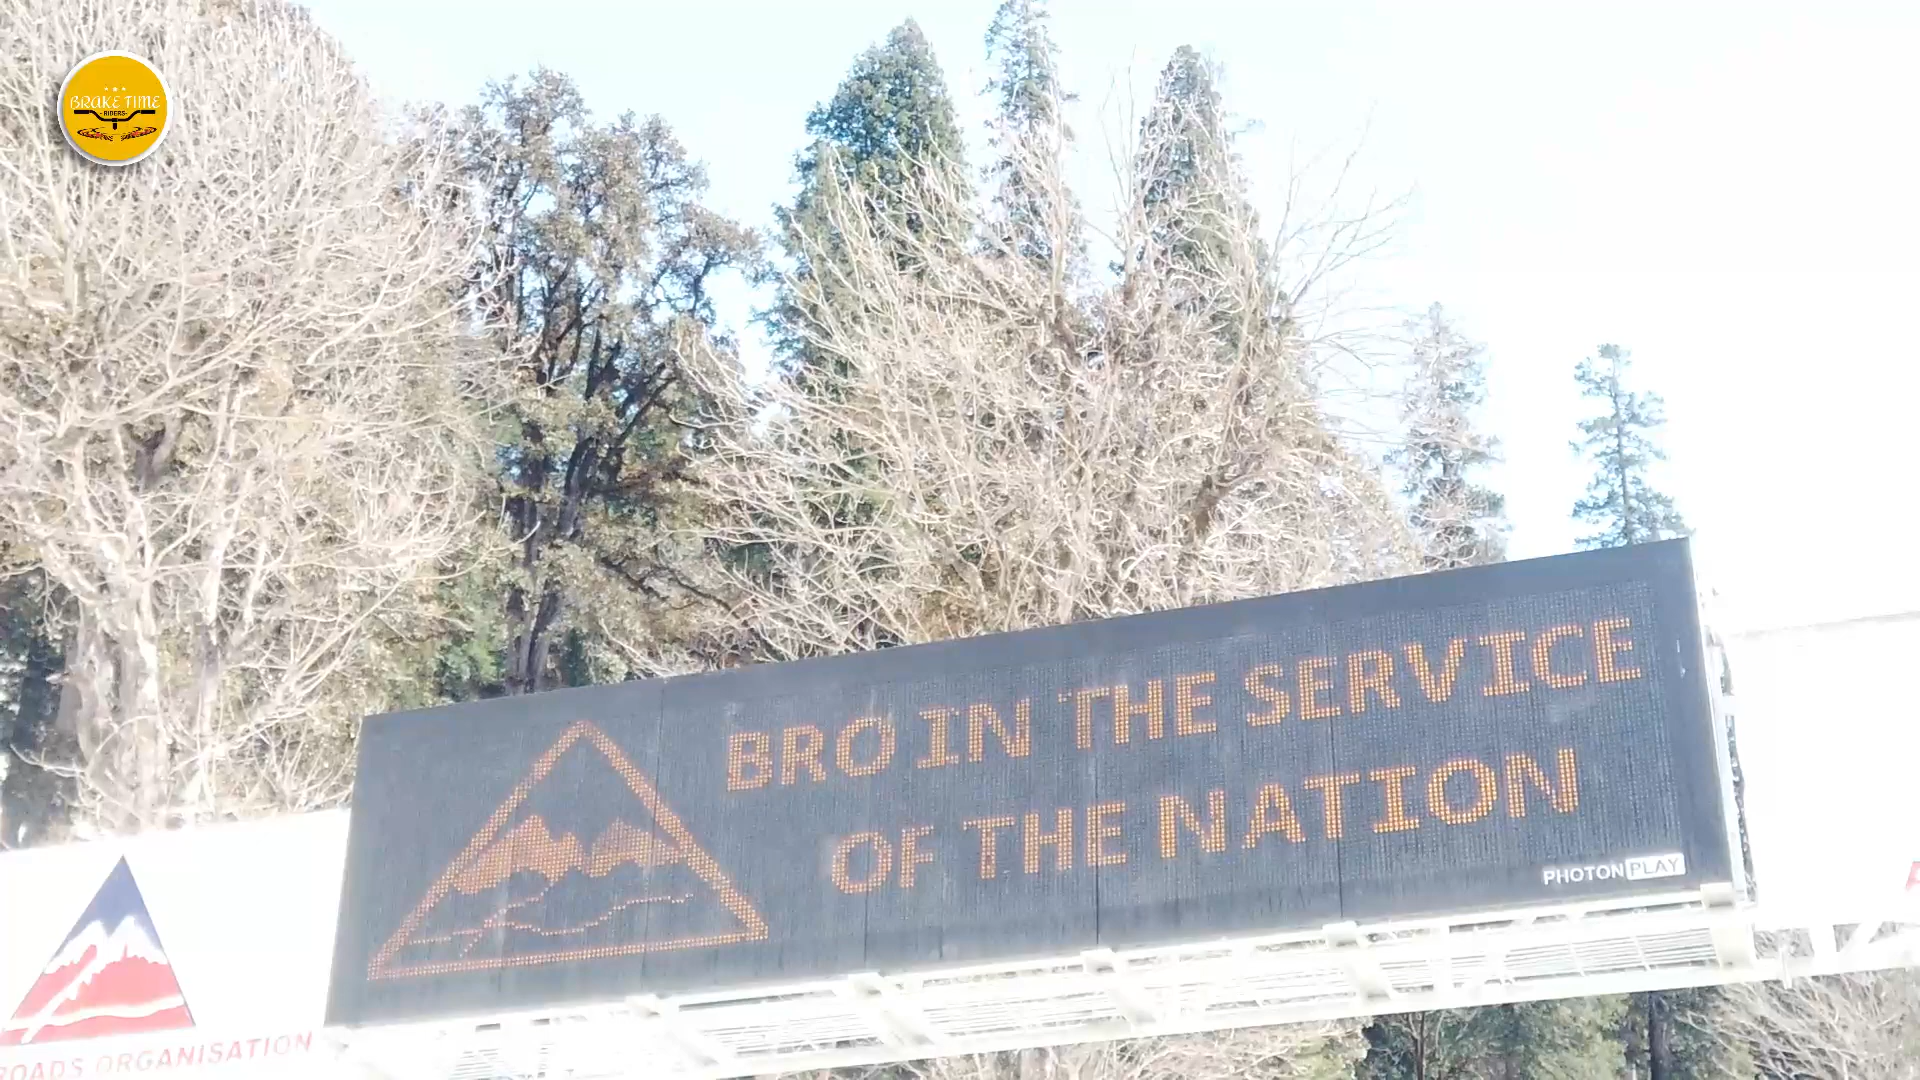 BRAKE TIME
RIDERS
BRO IN THE SERVICE
OF THE NATION
PHOTON PLAY
ROADS ORGANISATION